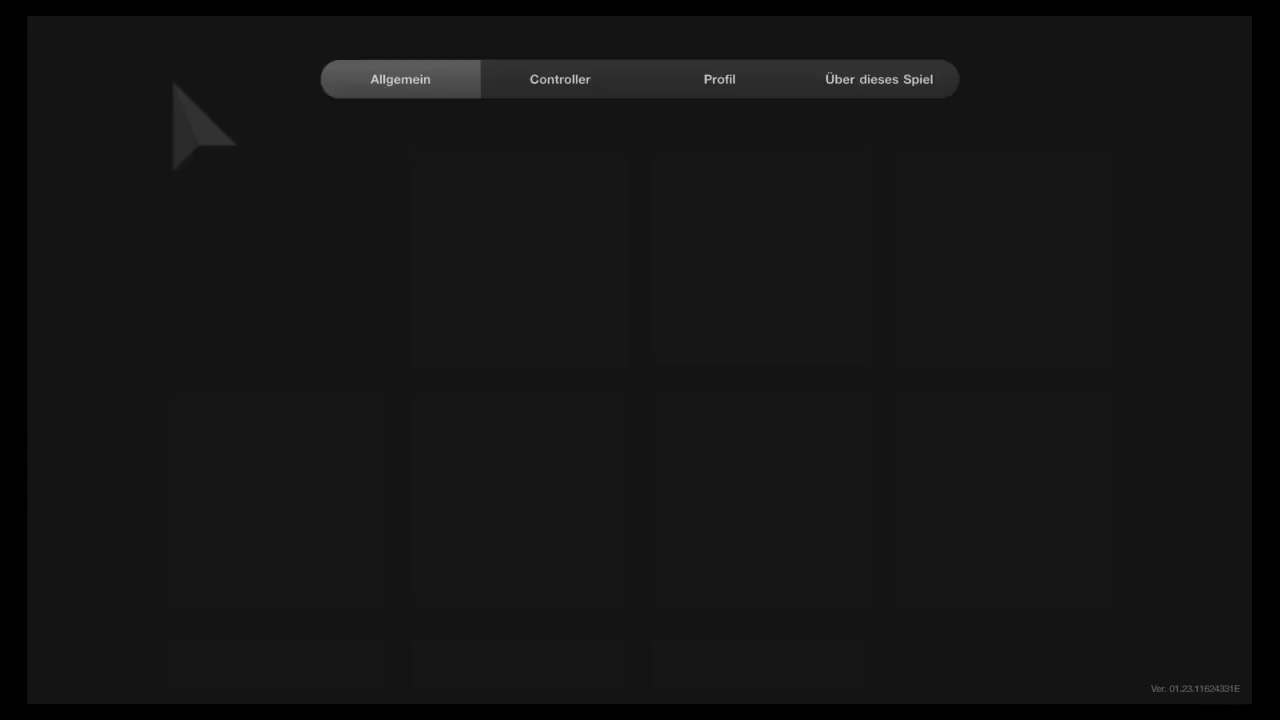 Allgemein
Controller
Profil
Über dieses Spiel
Ver. 01.23.11624331E